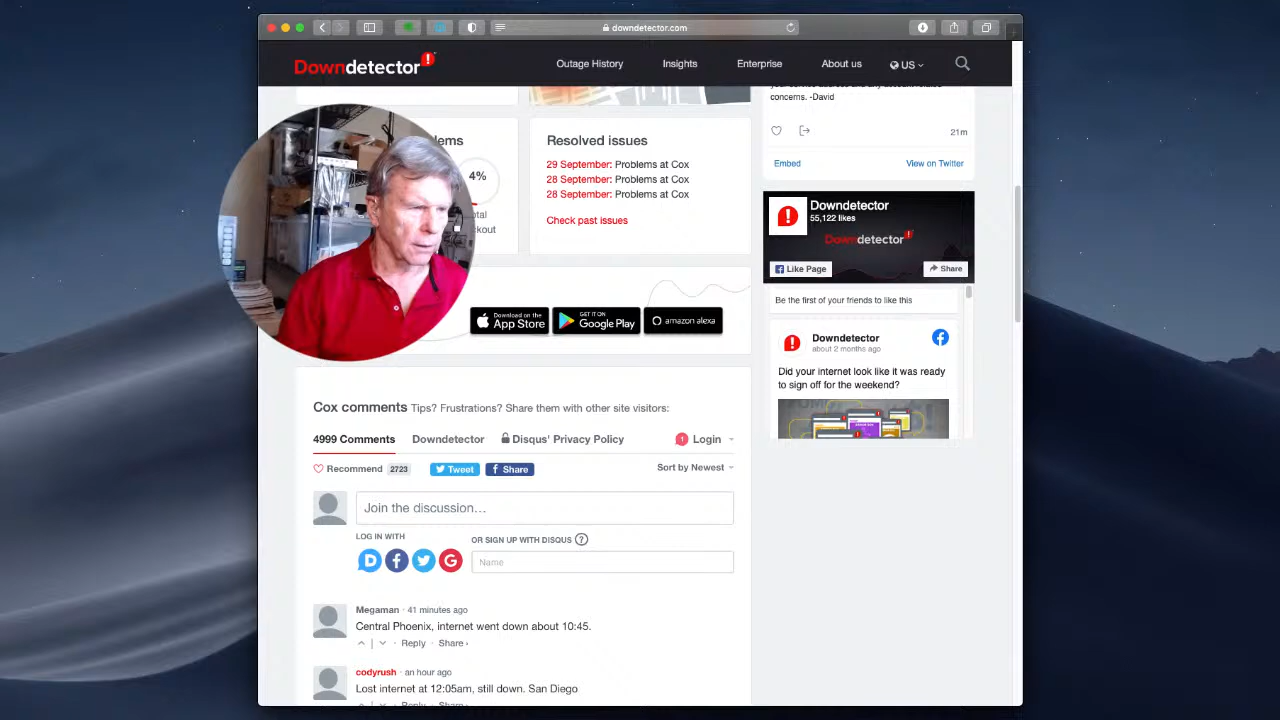 downdetector.com
Downdetector
Outage History
Insights
Enterprise
About us
US
concerns. -David
21m
Embed
View on Twitter
4%
Resolved issues
29 September: Problems at Cox
28 September: Problems at Cox
28 September: Problems at Cox
Check past issues
Downdetector
55,122 likes
Downdetector
Like Page
Share
Be the first of your friends to like this
Downdetector
about 2 months ago
Did your internet look like it was ready
to sign off for the weekend?
Download on the
App Store
GET IT ON
Google Play
amazon alexa
Cox comments Tips? Frustrations? Share them with other site visitors:
4999 Comments
Downdetector
Disqus' Privacy Policy
1
Login
Recommend 2723
Tweet
Share
Sort by Newest
Join the discussion…
LOG IN WITH
OR SIGN UP WITH DISQUS ?
Name
Megaman · 41 minutes ago
Central Phoenix, internet went down about 10:45.
Reply · Share ›
codyrush · an hour ago
Lost internet at 12:05am, still down. San Diego